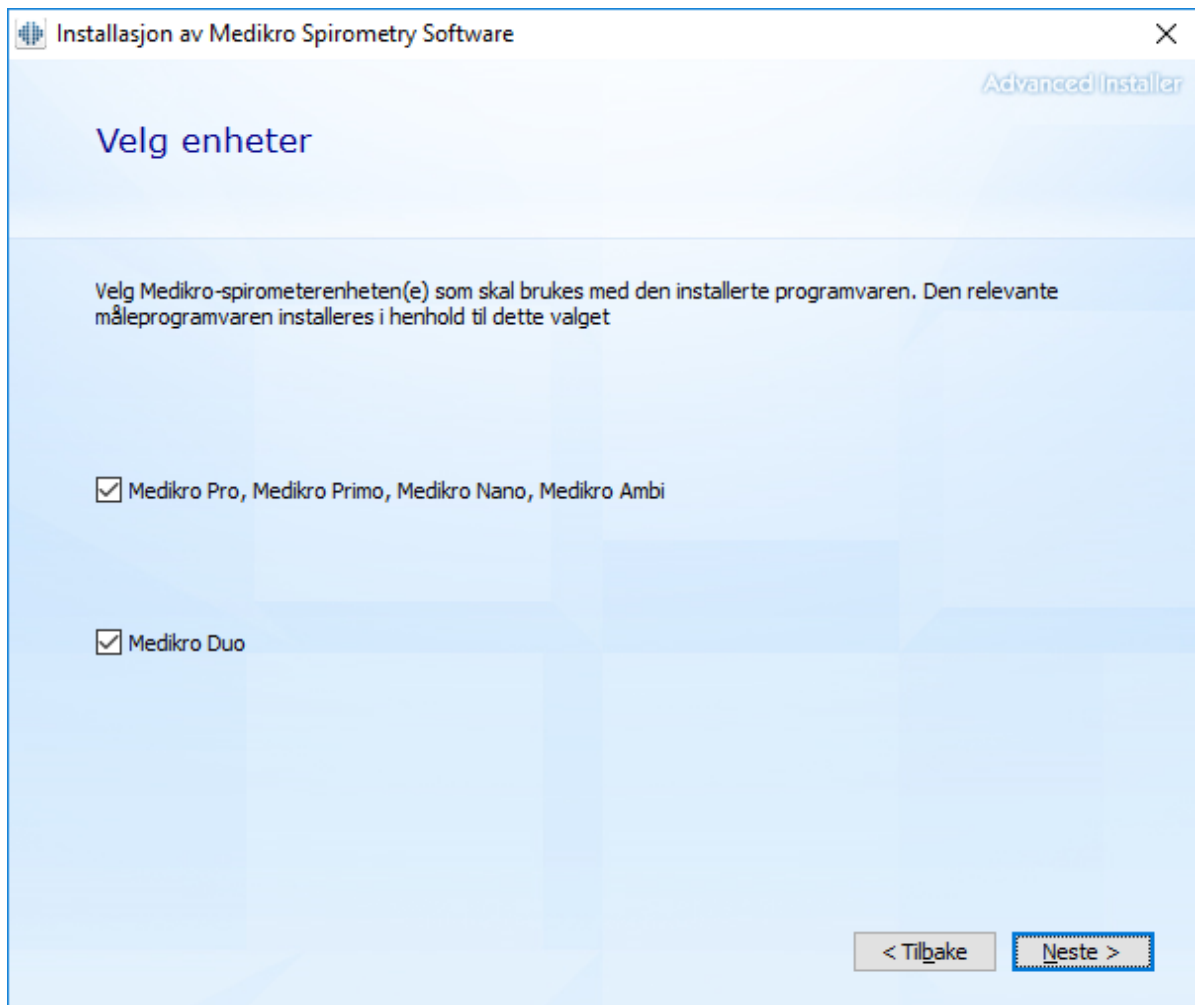 Installasjon av Medikro Spirometry Software
Advanced Installer
Velg enheter
Velg Medikro-spirometerenheten(e) som skal brukes med den installerte programvaren. Den relevante
måleprogramvaren installeres i henhold til dette valget
Medikro Pro, Medikro Primo, Medikro Nano, Medikro Ambi
Medikro Duo
< Tilbake
Neste >